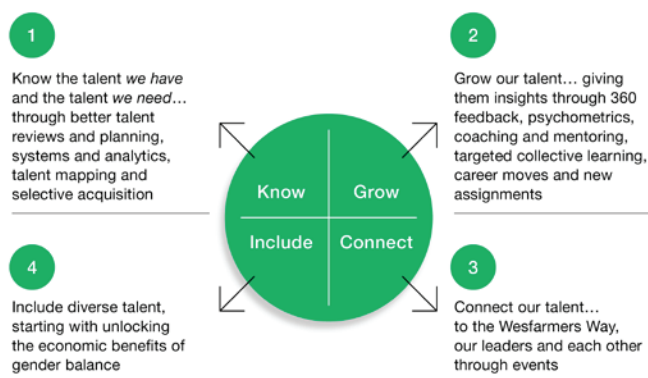 1
Know the talent we have
and the talent we need…
through better talent
reviews and planning,
systems and analytics,
talent mapping and
selective acquisition
2
Grow our talent… giving
them insights through 360
feedback, psychometrics,
coaching and mentoring,
targeted collective learning,
career moves and new
assignments
Know
Grow
Include
Connect
4
Include diverse talent,
starting with unlocking
the economic benefits of
gender balance
3
Connect our talent…
to the Wesfarmers Way,
our leaders and each other
through events